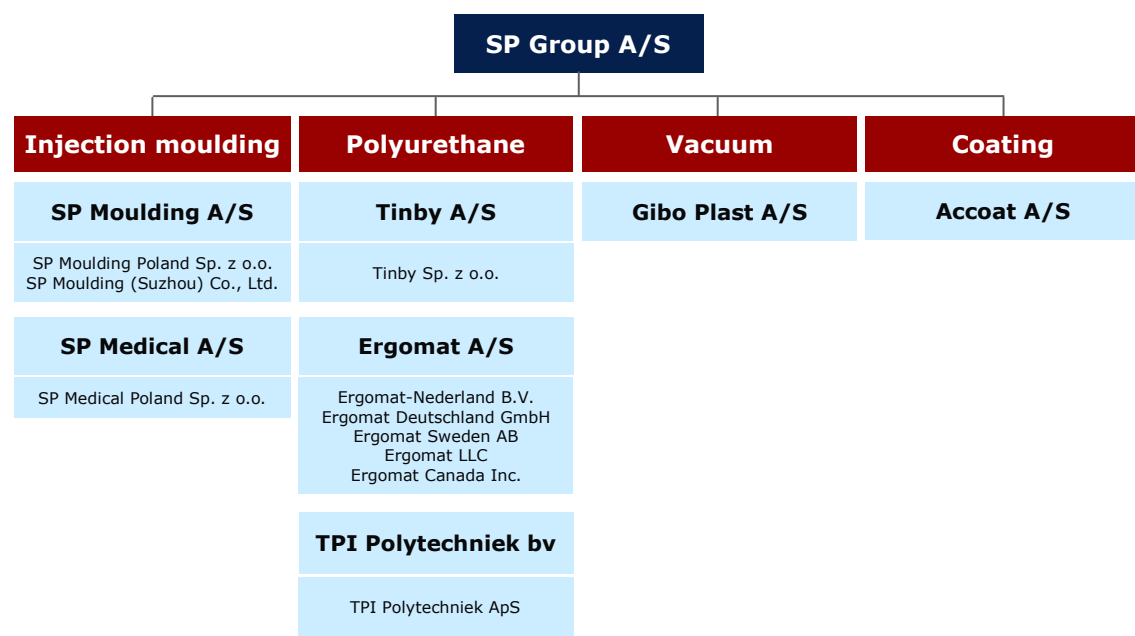 SP Group A/S
Injection moulding
Polyurethane
Vacuum
Coating
SP Moulding A/S
SP Moulding Poland Sp. z o.o.
SP Moulding (Suzhou) Co., Ltd.
SP Medical A/S
SP Medical Poland Sp. z o.o.
Tinby A/S
Tinby Sp. z o.o.
Ergomat A/S
Ergomat-Nederland B.V.
Ergomat Deutschland GmbH
Ergomat Sweden AB
Ergomat LLC
Ergomat Canada Inc.
TPI Polytechniek bv
TPI Polytechniek ApS
Gibo Plast A/S
Accoat A/S